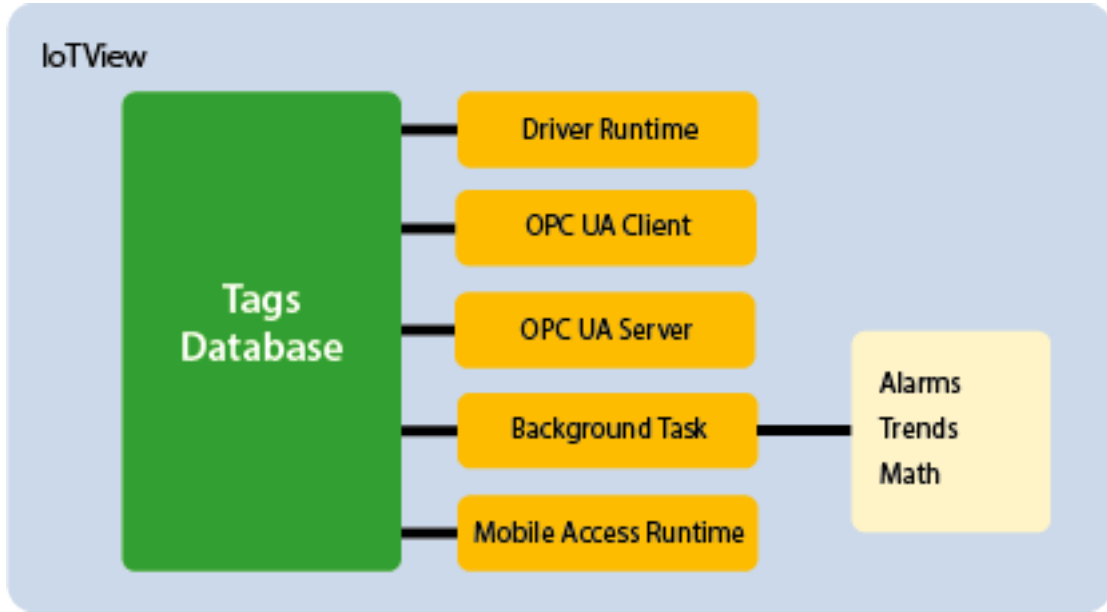 IoTView
Tags
Database
Driver Runtime
OPC UA Client
OPC UA Server
Background Task
Mobile Access Runtime
Alarms
Trends
Math